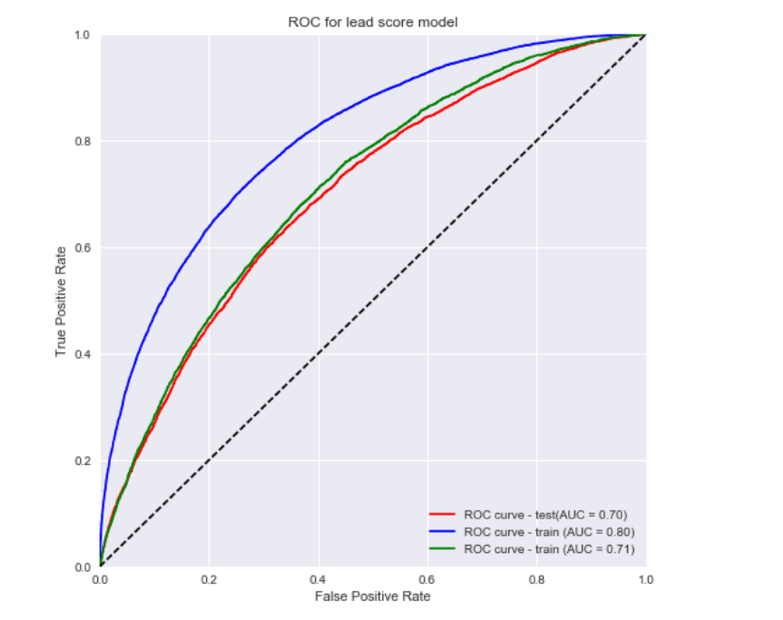 ROC for lead score model
1.0
0.8
0.6
0.4
0.2
0.0
True Positive Rate
ROC curve - test(AUC = 0.70)
ROC curve - train (AUC = 0.80)
ROC curve - train (AUC = 0.71)
0.0 0.2 0.4 0.6 0.8 1.0
False Positive Rate